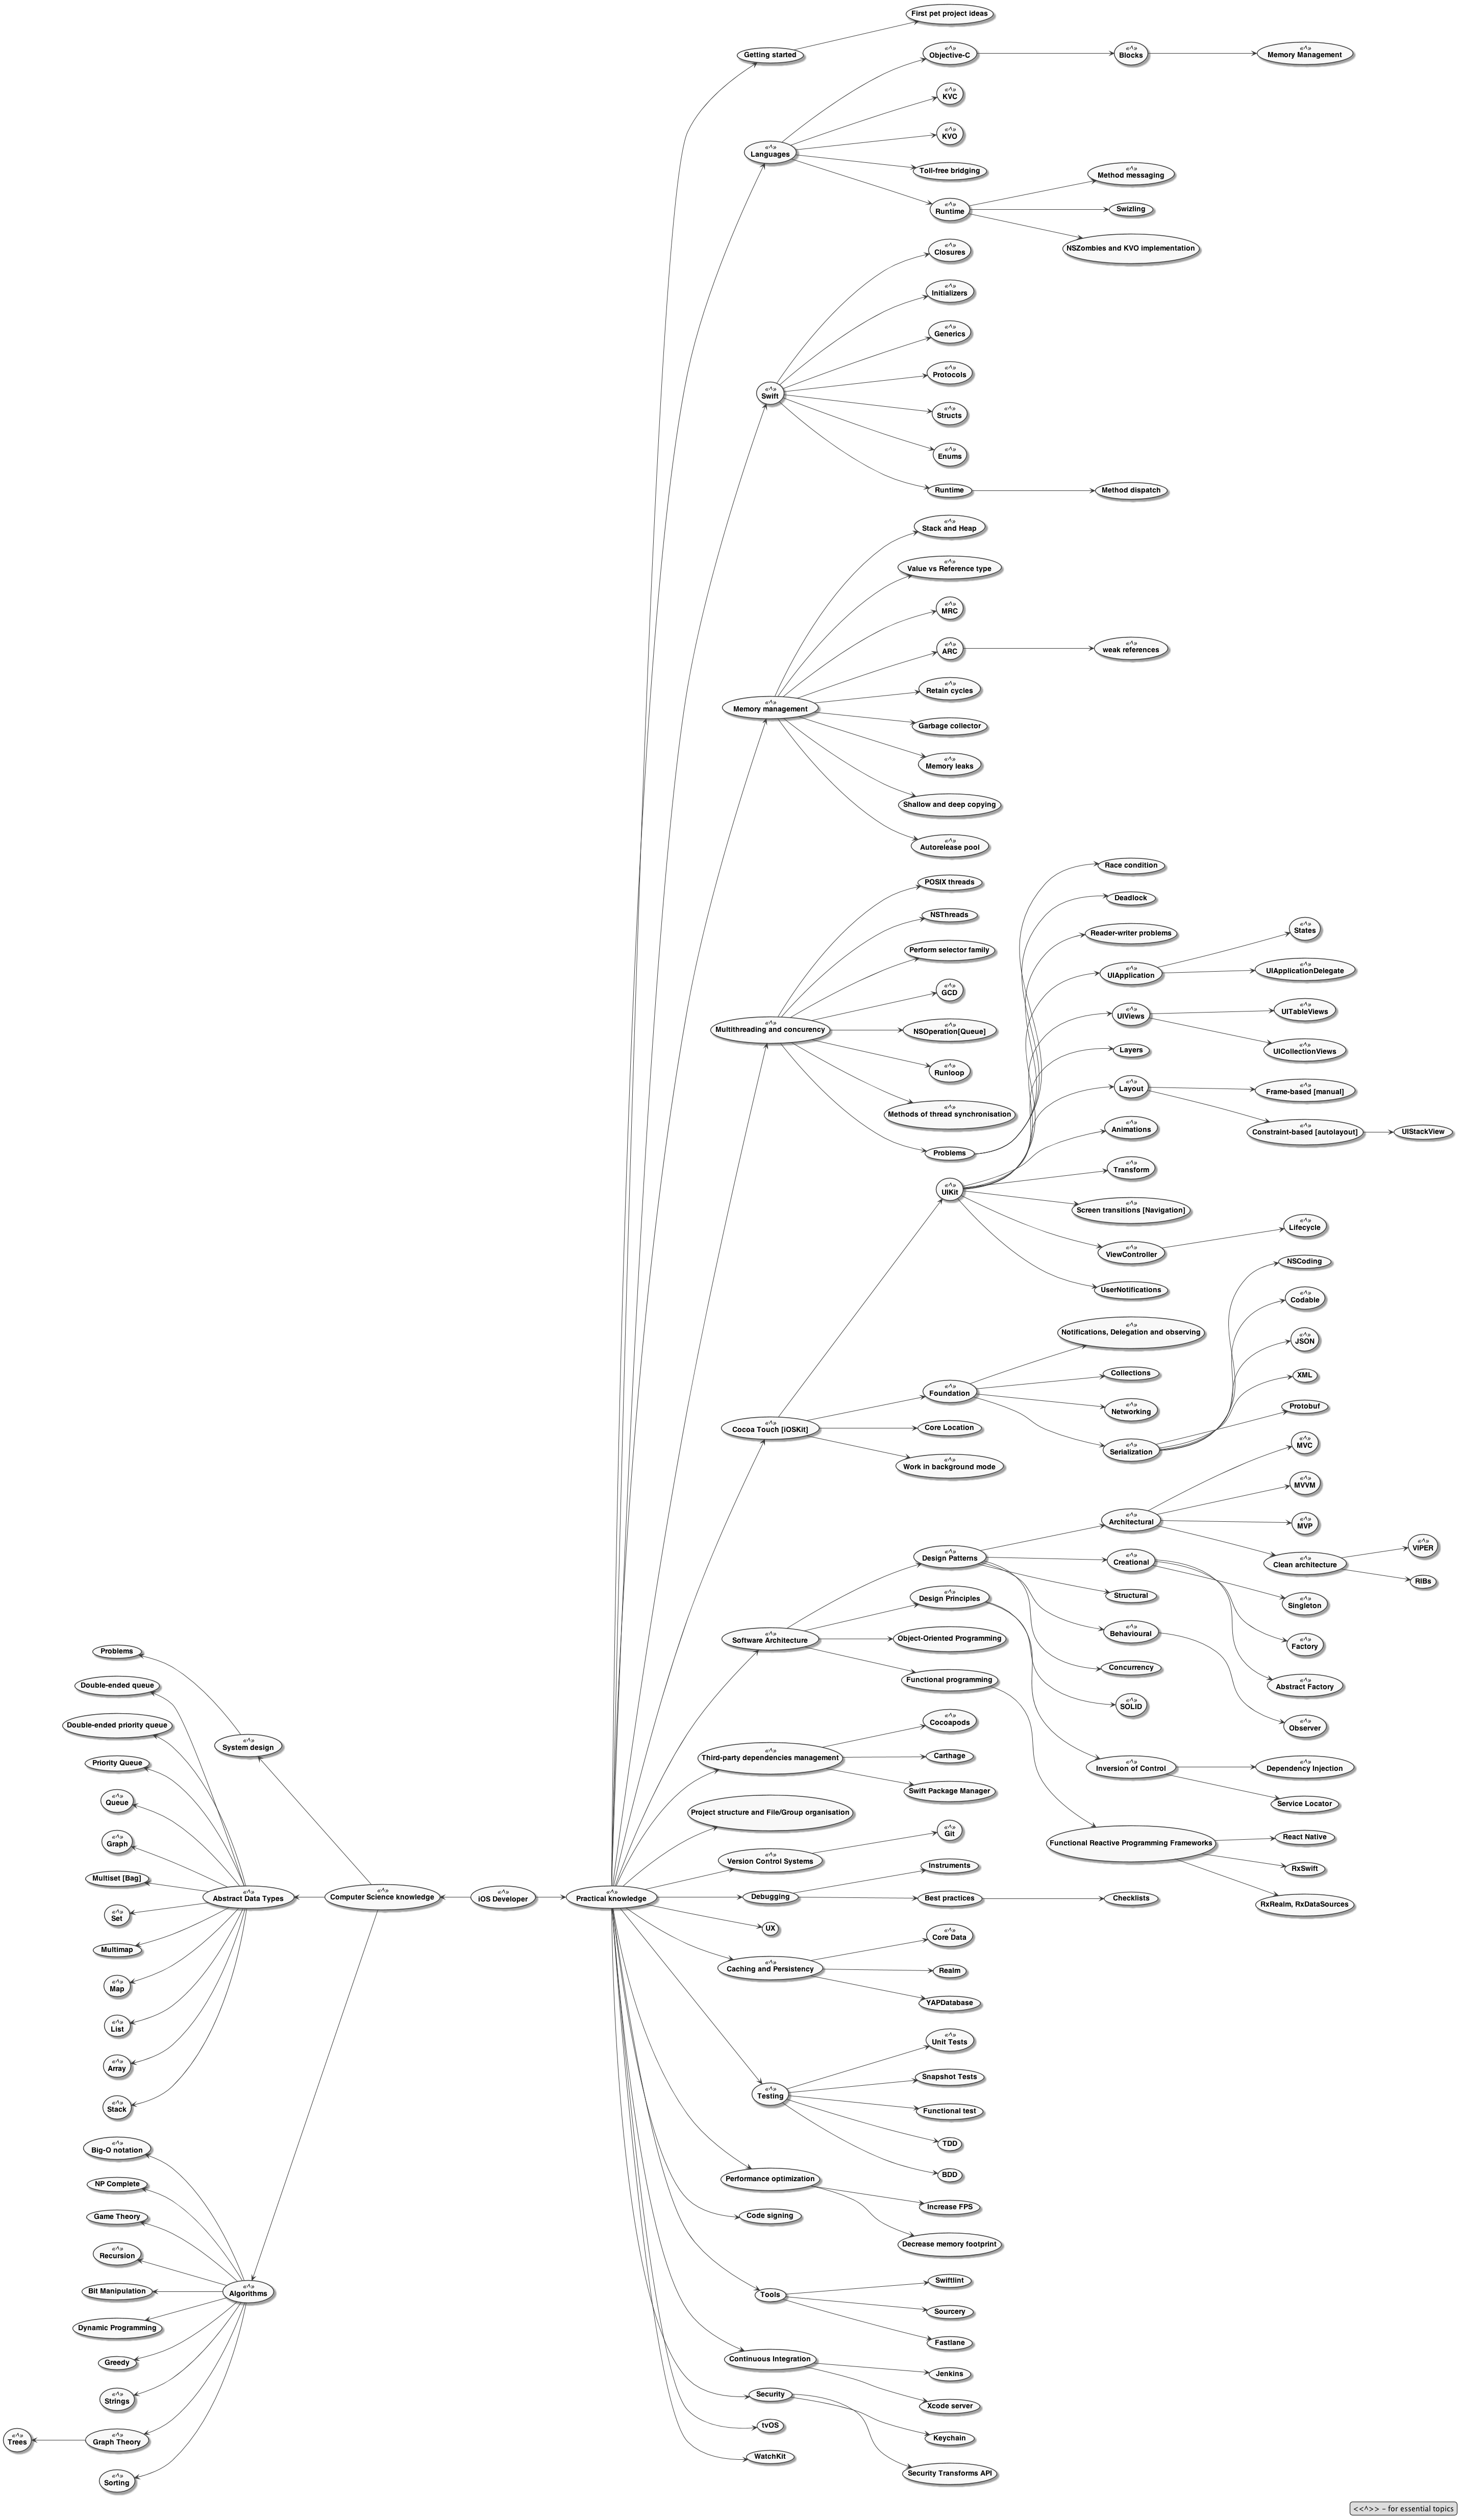 First pet project ideas
Getting started
«^»
Objective-C
«^»
Blocks
«^»
Memory Management
«^»
KVC
«^»
KVO
«^»
Languages
Toll-free bridging
«^»
Method messaging
«^»
Runtime
Swizling
NSZombies and KVO implementation
«^»
Closures
«^»
Initializers
«^»
Generics
«^»
Protocols
«^»
Swift
«^»
Structs
«^»
Enums
Runtime
Method dispatch
«^»
Stack and Heap
«^»
Value vs Reference type
«^»
MRC
«^»
ARC
«^»
weak references
«^»
Retain cycles
«^»
Memory management
Garbage collector
«^»
Memory leaks
Shallow and deep copying
«^»
Autorelease pool
Race condition
POSIX threads
Deadlock
NSThreads
Reader-writer problems
Perform selector family
«^»
States
«^»
UIApplication
«^»
UIApplicationDelegate
«^»
GCD
«^»
UIViews
«^»
UITableViews
«^»
Multithreading and concurency
«^»
NSOperation[Queue]
Layers
«^»
UICollectionViews
«^»
Runloop
«^»
Layout
«^»
Frame-based [manual]
«^»
Methods of thread synchronisation
«^»
Animations
«^»
Constraint-based [autolayout]
UIStackView
Problems
«^»
Transform
«^»
UIKit
«^»
Screen transitions [Navigation]
«^»
ViewController
«^»
Lifecycle
UserNotifications
NSCoding
«^»
Codable
«^»
Notifications, Delegation and observing
«^»
JSON
Collections
XML
«^»
Foundation
«^»
Networking
Protobuf
«^»
Cocoa Touch [iOSKit]
Core Location
«^»
Serialization
«^»
MVC
«^»
Work in background mode
«^»
MVVM
«^»
Architectural
«^»
MVP
«^»
VIPER
«^»
Design Patterns
«^»
Creational
«^»
Clean architecture
RIBs
«^»
Design Principles
Structural
«^»
Singleton
«^»
Software Architecture
Object-Oriented Programming
«^»
Behavioural
«^»
Factory
Functional programming
Concurrency
«^»
Abstract Factory
«^»
SOLID
«^»
Observer
«^»
Cocoapods
«^»
Third-party dependencies management
Carthage
«^»
Inversion of Control
«^»
Dependency Injection
Swift Package Manager
Service Locator
Project structure and File/Group organisation
«^»
Git
Functional Reactive Programming Frameworks
React Native
«^»
Version Control Systems
Instruments
RxSwift
Debugging
Best practices
Checklists
RxRealm, RxDataSources
UX
«^»
Core Data
«^»
Caching and Persistency
Realm
YAPDatabase
«^»
Unit Tests
Snapshot Tests
«^»
Testing
Functional test
TDD
BDD
Performance optimization
Increase FPS
Code signing
Decrease memory footprint
Swiftlint
Tools
Sourcery
Fastlane
Continuous Integration
Jenkins
Security
Xcode server
tvOS
Keychain
WatchKit
Security Transforms API
Problems
Double-ended queue
Double-ended priority queue
«^»
System design
Priority Queue
«^»
Queue
«^»
Graph
Multiset [Bag]
«^»
Abstract Data Types
«^»
Computer Science knowledge
«^»
iOS Developer
«^»
Practical knowledge
«^»
Set
Multimap
«^»
Map
«^»
List
«^»
Array
«^»
Stack
«^»
Big-O notation
NP Complete
Game Theory
«^»
Recursion
Bit Manipulation
«^»
Algorithms
Dynamic Programming
Greedy
«^»
Strings
«^»
Trees
«^»
Graph Theory
«^»
Sorting
<<^>> – for essential topics